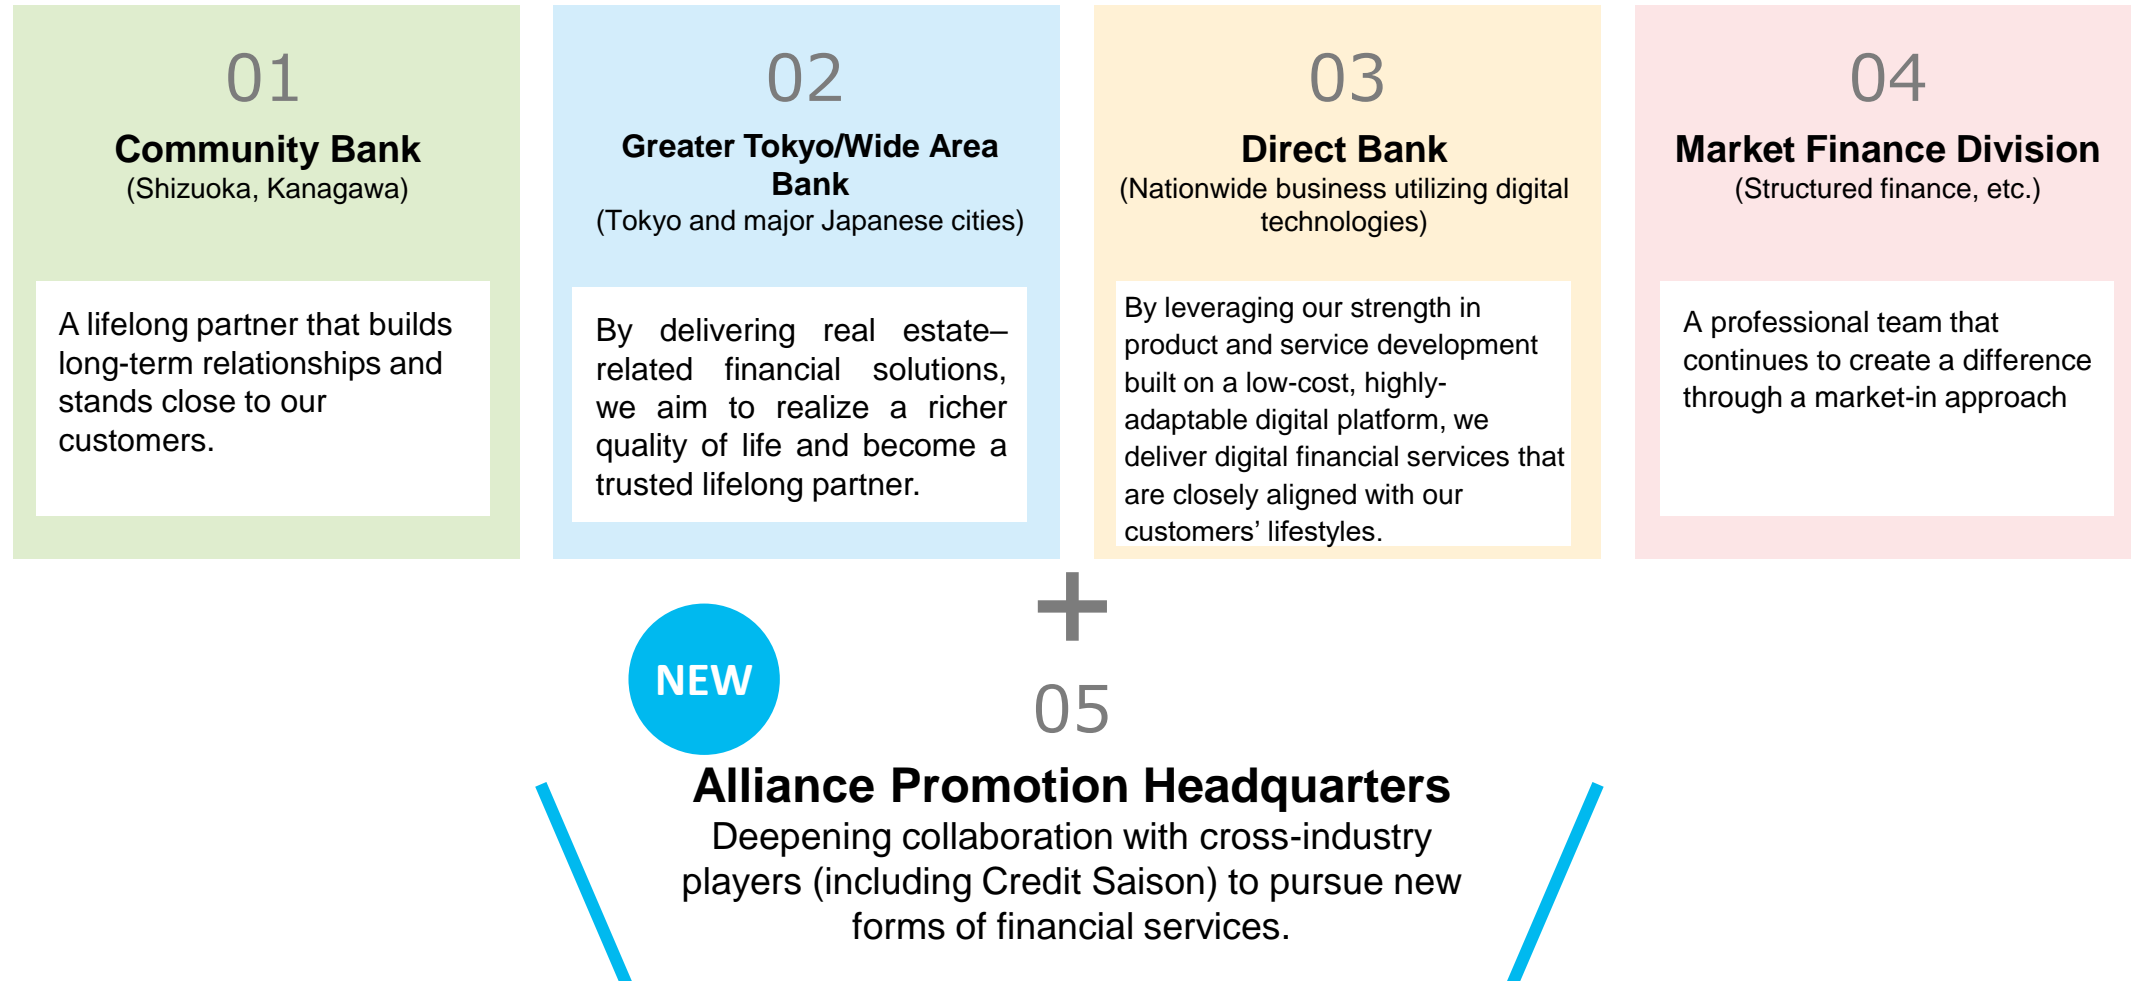 01
Community Bank
(Shizuoka, Kanagawa)
A lifelong partner that builds
long-term relationships and
stands close to our
customers.
02
Greater Tokyo/Wide Area
Bank
(Tokyo and major Japanese cities)
By delivering real estate–
related financial solutions,
we aim to realize a richer
quality of life and become a
trusted lifelong partner.
03
Direct Bank
(Nationwide business utilizing digital
technologies)
By leveraging our strength in
product and service development
built on a low-cost, highly-
adaptable digital platform, we
deliver digital financial services that
are closely aligned with our
customers’ lifestyles.
04
Market Finance Division
(Structured finance, etc.)
A professional team that
continues to create a difference
through a market-in approach
+
NEW
05
Alliance Promotion Headquarters
Deepening collaboration with cross-industry
players (including Credit Saison) to pursue new
forms of financial services.